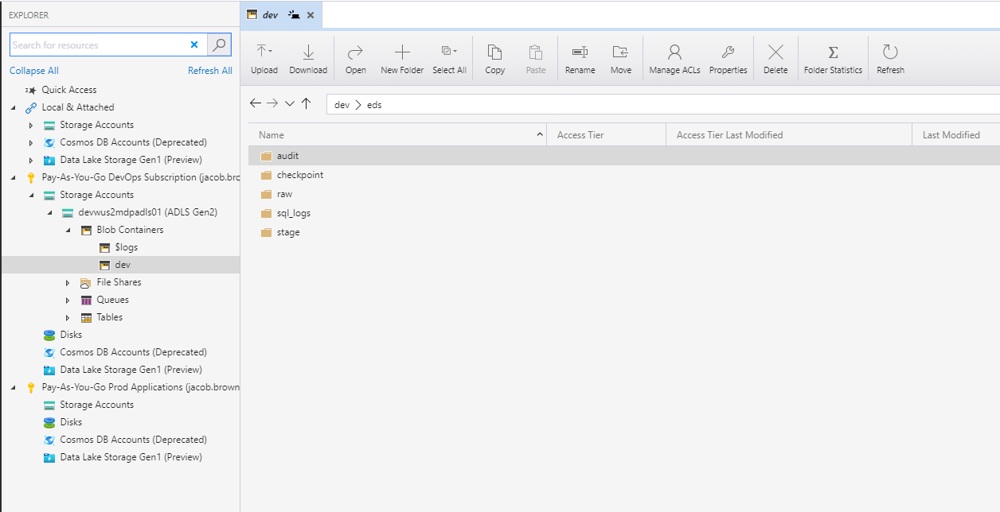 EXPLORER
Search for resources
Collapse All Refresh All
Quick Access
Local & Attached
Storage Accounts
Cosmos DB Accounts (Deprecated)
Data Lake Storage Gen1 (Preview)
Pay-As-You-Go DevOps Subscription (jacob.bro
Storage Accounts
devwus2mdpadls01 (ADLS Gen2)
Blob Containers
$logs
dev
File Shares
Queues
Tables
Disks
Cosmos DB Accounts (Deprecated)
Data Lake Storage Gen1 (Preview)
Pay-As-You-Go Prod Applications (jacob.brown
Storage Accounts
Disks
Cosmos DB Accounts (Deprecated)
Data Lake Storage Gen1 (Preview)
dev
Upload Download Open New Folder Select All Copy Paste Rename Move Manage ACLs Properties Delete Folder Statistics Refresh
dev > eds
Name Access Tier Access Tier Last Modified Last Modified
audit
checkpoint
raw
sql_logs
stage